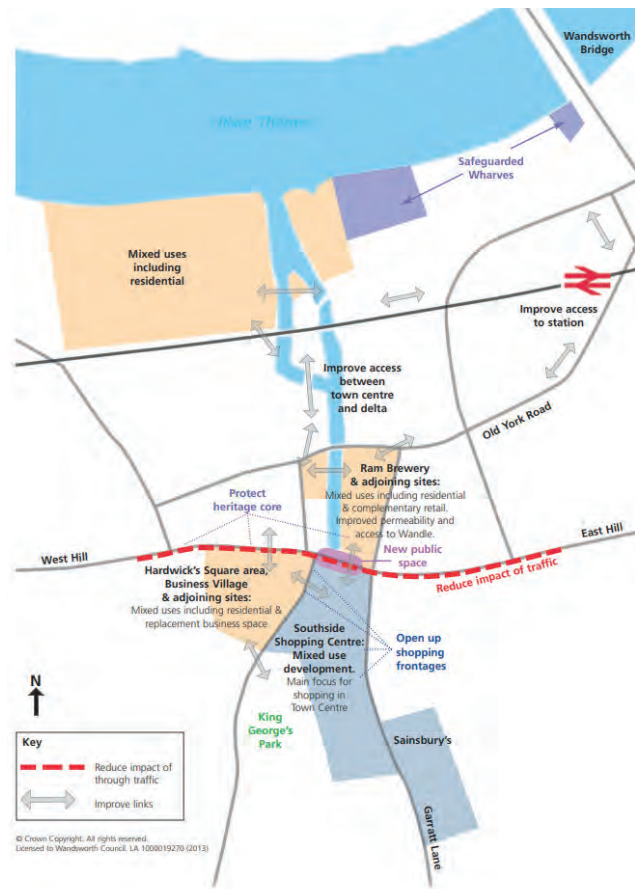 Wandsworth
Bridge
River Thames
Safeguarded
Wharves
Mixed uses
including
residential
Improve access
to station
Improve access
between
town centre
and delta
Old York Road
Ram Brewery
& adjoining sites:
Mixed uses including residential
& complementary retail.
Improved permeability and
access to Wandle.
Protect
heritage core
West Hill
East Hill
New public
space
Reduce impact of traffic
Hardwick's Square area,
Business Village
& adjoining sites:
Mixed uses including residential &
replacement business space
Southside
Shopping Centre:
Mixed use
development.
Main focus for
shopping in
Town Centre
Open up
shopping
frontages
N
King
George's
Park
Sainsbury's
Garratt Lane
Key
Reduce impact of
through traffic
Improve links
© Crown Copyright. All rights reserved.
Licensed to Wandsworth Council. LA 1000019270 (2013)